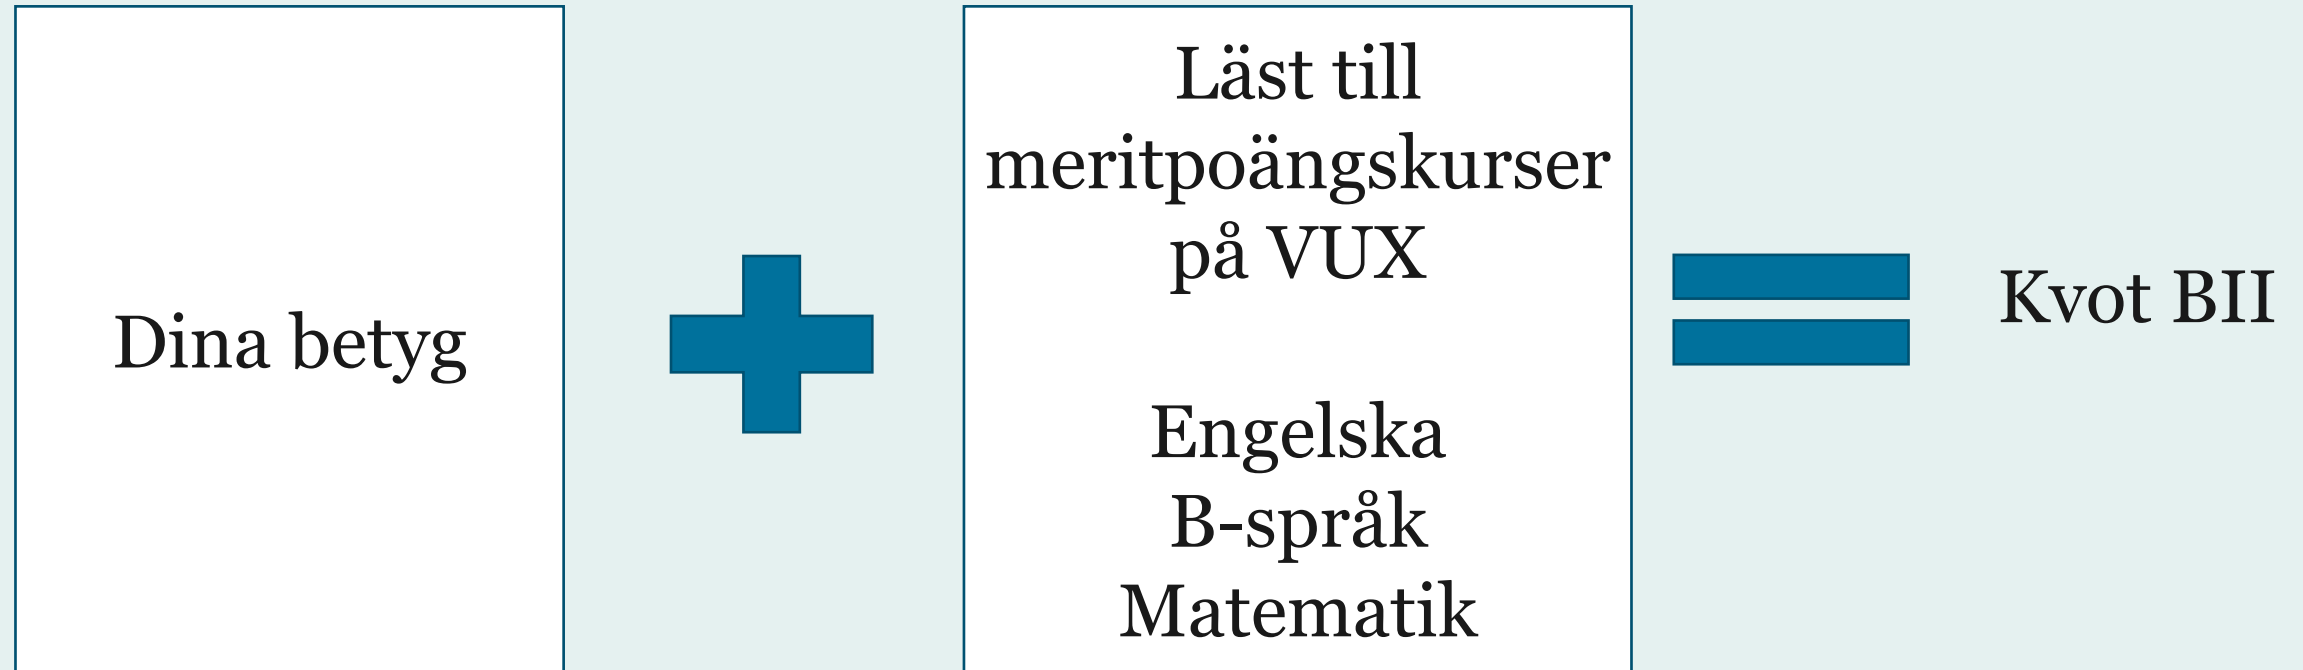 Dina betyg
Läst till
meritpoängskurser
på VUX
Engelska
B-språk
Matematik
Kvot BII